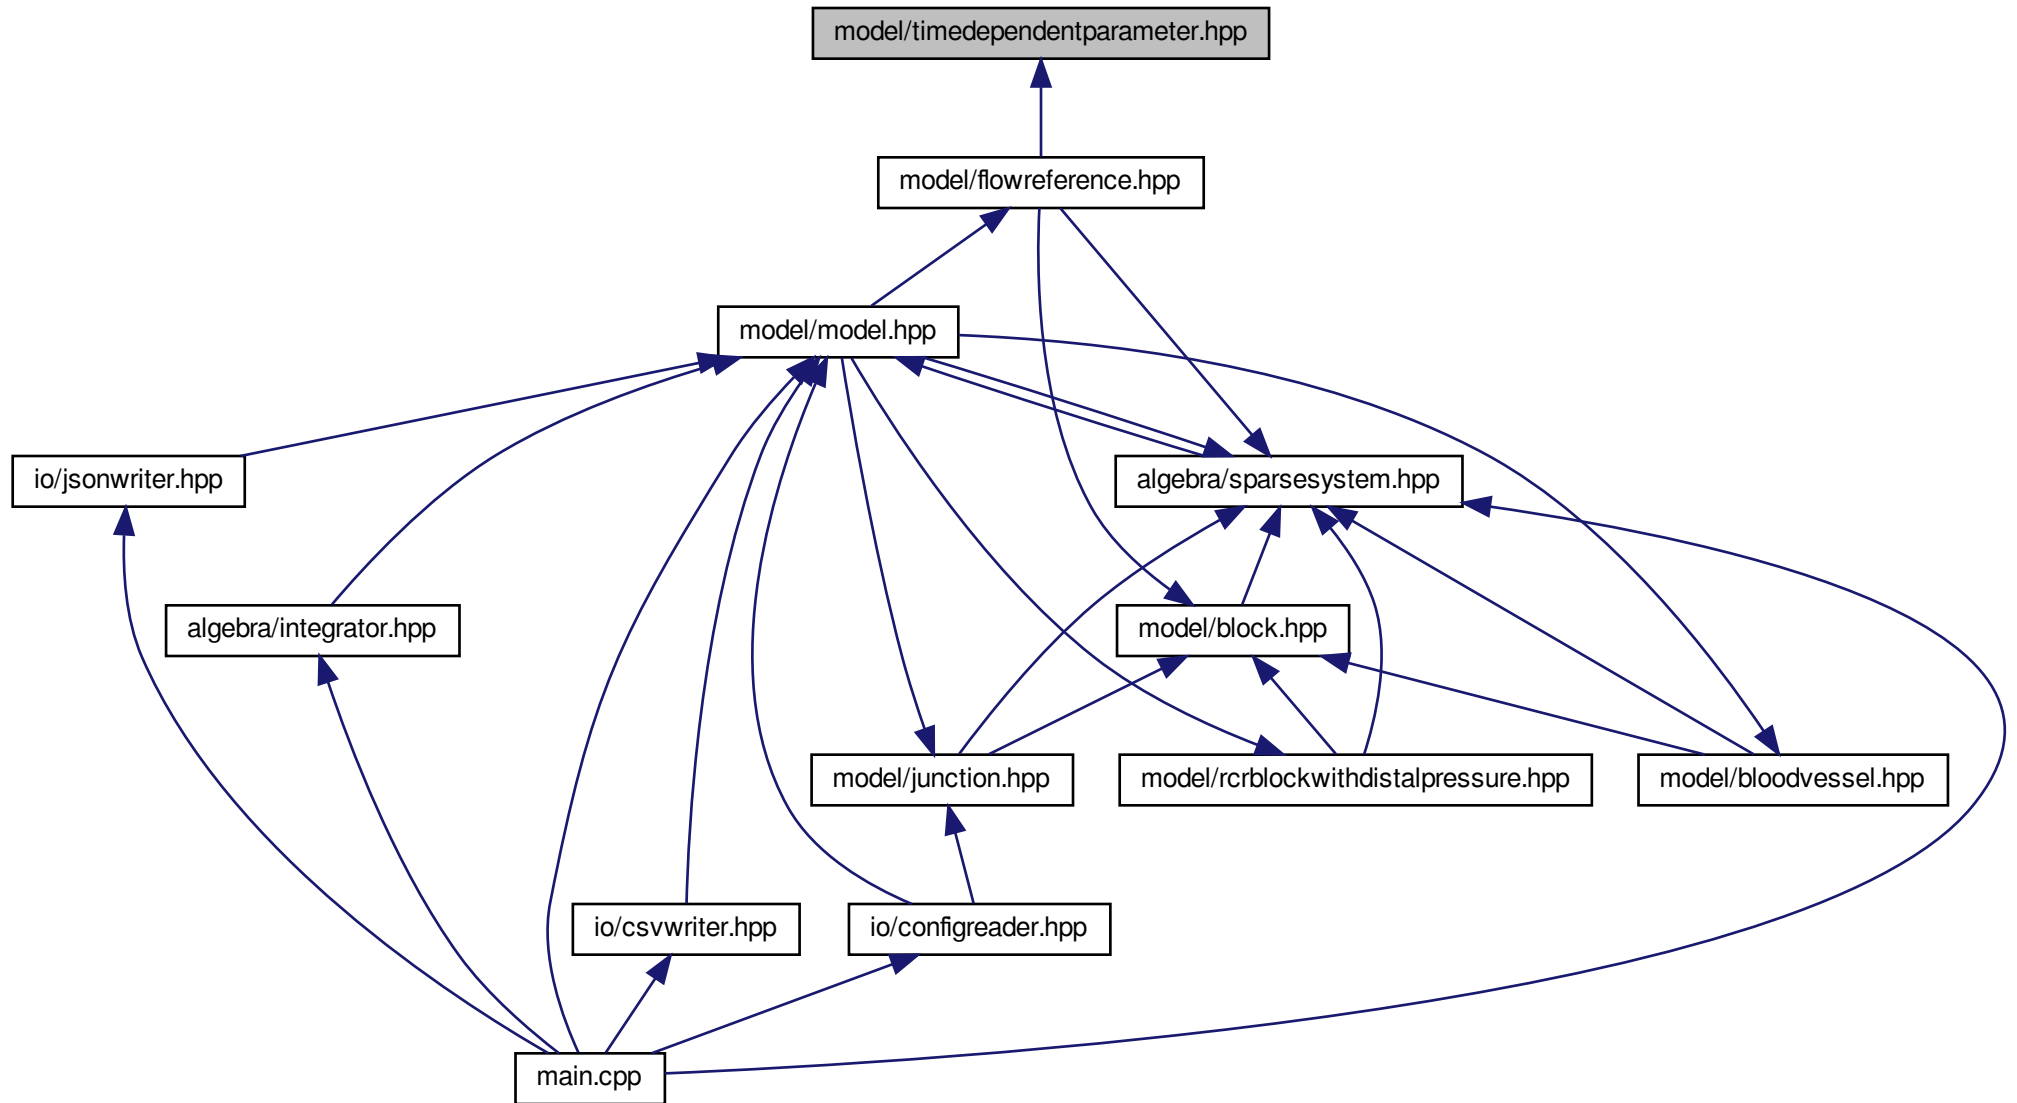 model/timedependentparameter.hpp
model/flowreference.hpp
model/model.hpp
io/jsonwriter.hpp
algebra/sparsesystem.hpp
algebra/integrator.hpp
model/block.hpp
model/junction.hpp
model/rcrblockwithdistalpressure.hpp
model/bloodvessel.hpp
io/csvwriter.hpp
io/configreader.hpp
main.cpp